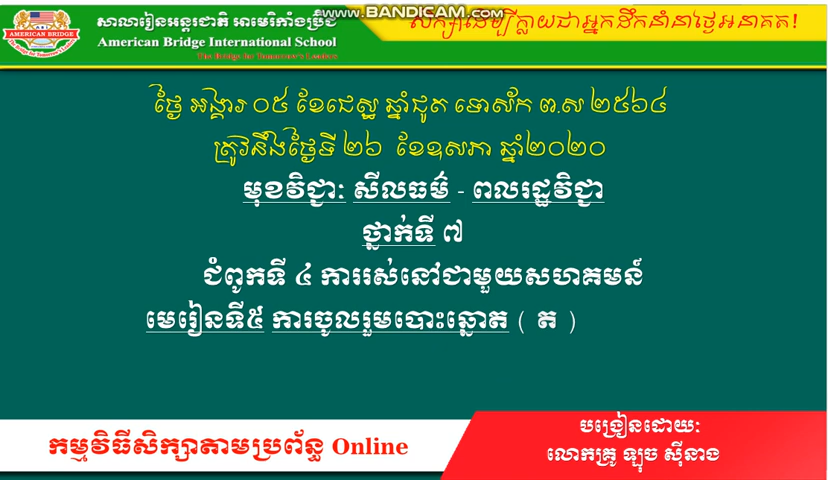 សាលារៀនអន្តរជាតិ អាមេរិកាំងប្រ៊ីជ
www.BANDICAM.com
សិក្សាដើម្បីក្លាយជាអ្នកដឹកនាំនាថ្ងៃអនាគត!
AMERICAN BRIDGE
American Bridge International School
The Bridge for Tomorrow's Leaders
ថ្ងៃ អង្គារ ០៥ ខែជេស្ឋ ឆ្នាំជូត ទោស័ក ព.ស ២៥៦៤
ត្រូវនឹងថ្ងៃទី ២៦ ខែឧសភា ឆ្នាំ២០២០
មុខវិជ្ជា: សីលធម៌ - ពលរដ្ឋវិជ្ជា
ថ្នាក់ទី ៧
ជំពូកទី ៤ ការរស់នៅជាមួយសហគមន៍
មេរៀនទី៥ ការចូលរួមបោះឆ្នោត ( ត )
កម្មវិធីសិក្សាតាមប្រព័ន្ធ Online
បង្រៀនដោយ:
លោកគ្រូ ឡុច ស៊ីនាង